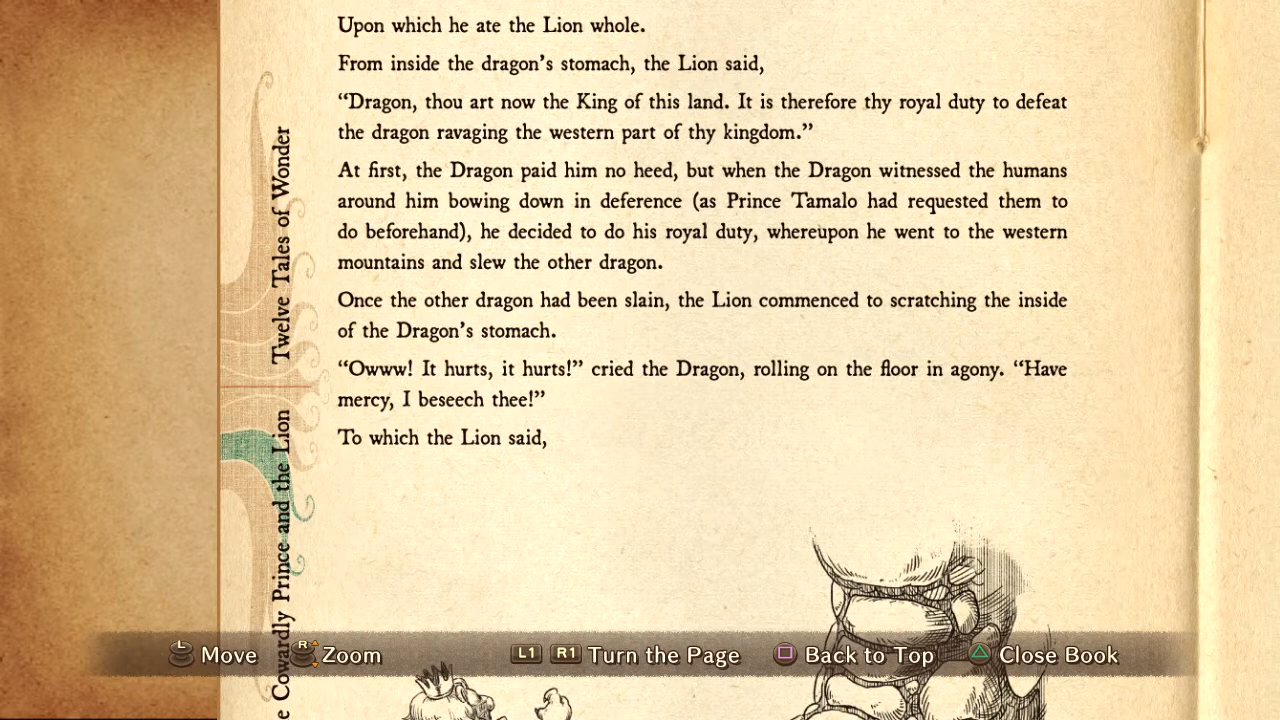 Upon which he ate the Lion whole.
From inside the dragon's stomach, the Lion said,
“Dragon, thou art now the King of this land. It is therefore thy royal duty to defeat
the dragon ravaging the western part of thy kingdom.”
At first, the Dragon paid him no heed, but when the Dragon witnessed the humans
around him bowing down in deference (as Prince Tamalo had requested them to
do beforehand), he decided to do his royal duty, whereupon he went to the western
mountains and slew the other dragon.
Once the other dragon had been slain, the Lion commenced to scratching the inside
of the Dragon's stomach.
“Owww! It hurts, it hurts!” cried the Dragon, rolling on the floor in agony. “Have
mercy, I beseech thee!”
To which the Lion said,
e Cowardly Prince and the Lion Twelve Tales of Wonder
L Move R Zoom L1 R1 Turn the Page Back to Top Close Book